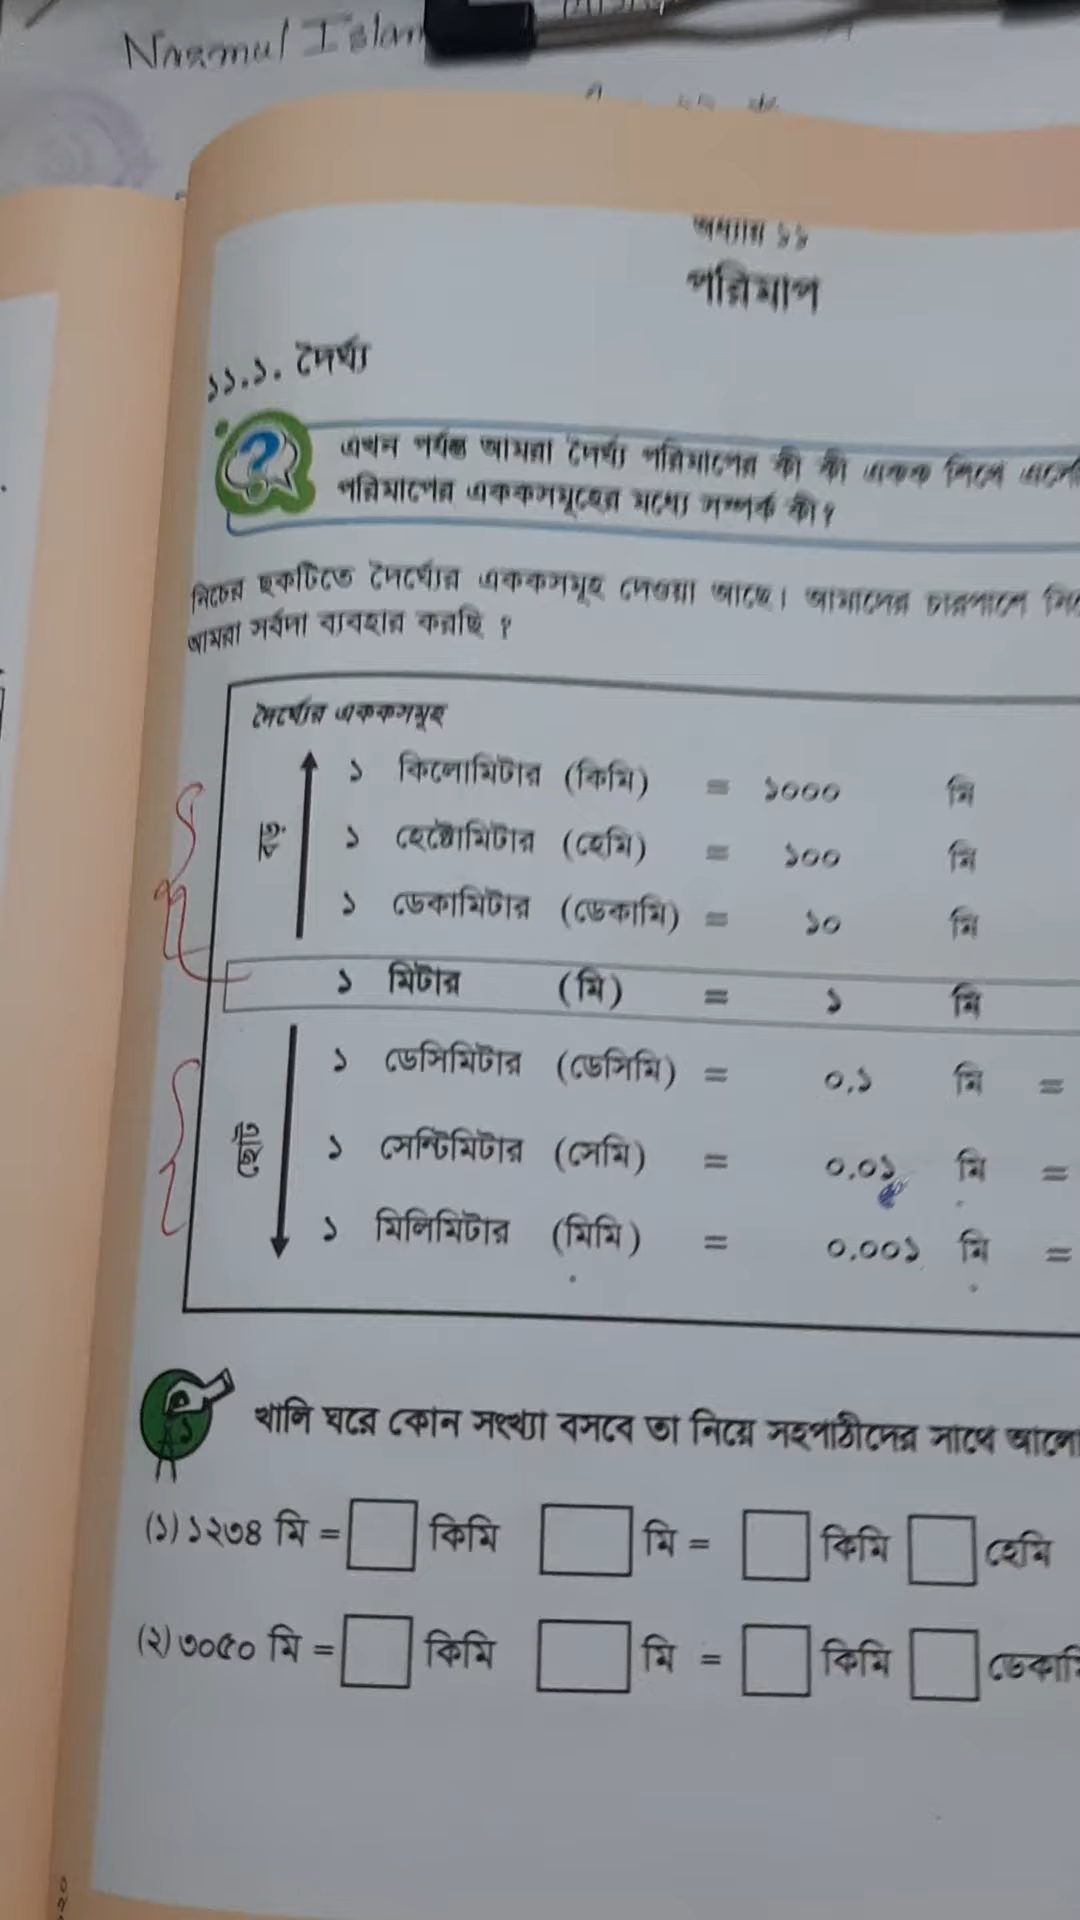 Nazmul Islam
অধ্যায় ১১
পরিমাপ
১১.১. দৈর্ঘ্য
এখন পর্যন্ত আমরা দৈর্ঘ্য পরিমাপের কী কী একক শিখে
পরিমাপের এককসমূহের মধ্যে সম্পর্ক কী?
নিচের ছকটিতে দৈর্ঘ্যের এককসমূহ দেওয়া আছে। আমাদের চারপাশে
আমরা সর্বদা ব্যবহার করছি ?
দৈর্ঘ্যের এককসমূহ
১ কিলোমিটার (কিমি) = ১০০০ মি
বড়
১ হেক্টোমিটার (হেমি) = ১০০ মি
১ ডেকামিটার (ডেকামি) = ১০ মি
১ মিটার (মি) = ১ মি
১ ডেসিমিটার (ডেসিমি) = ০.১ মি =
ছোট
১ সেন্টিমিটার (সেমি) = ০.০১ মি =
১ মিলিমিটার (মিমি) = ০.০০১ মি =
খালি ঘরে কোন সংখ্যা বসবে তা নিয়ে সহপাঠীদের সাথে
(১) ১২৩৪ মি = কিমি মি = কিমি হেমি
(২) ৩০৫০ মি = কিমি মি = কিমি